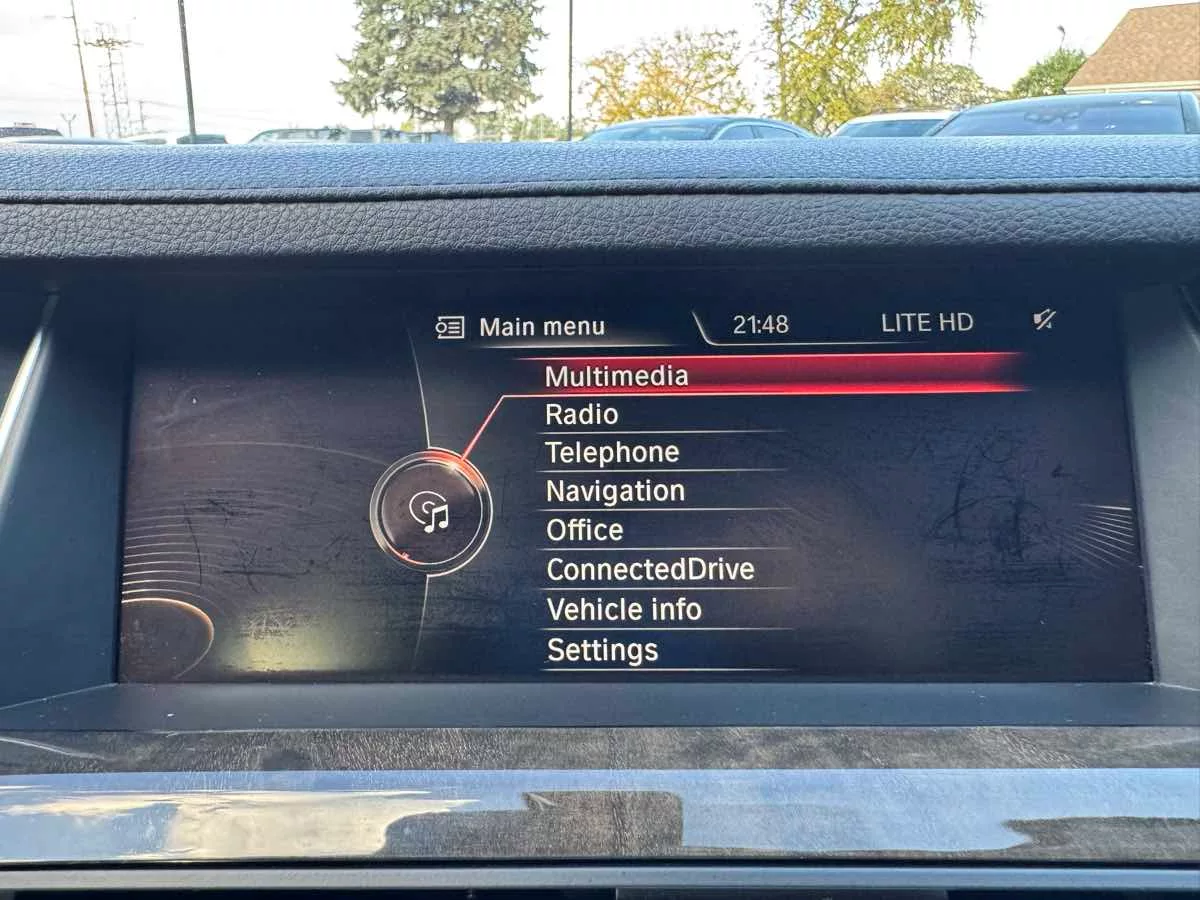 Main menu 21:48 LITE HD
Multimedia
Radio
Telephone
Navigation
Office
ConnectedDrive
Vehicle info
Settings